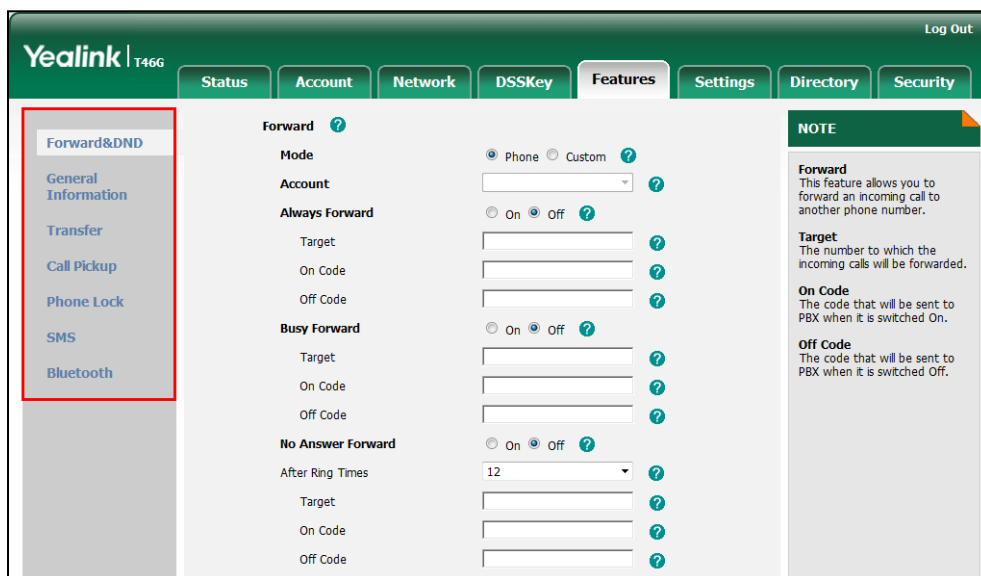 Log Out
Yealink | T46G
Status Account Network DSSKey Features Settings Directory Security
Forward&DND
General
Information
Transfer
Call Pickup
Phone Lock
SMS
Bluetooth
Forward ?
Mode Phone Custom ?
Account ?
Always Forward On Off ?
Target ?
On Code ?
Off Code ?
Busy Forward On Off ?
Target ?
On Code ?
Off Code ?
No Answer Forward On Off ?
After Ring Times 12 ?
Target ?
On Code ?
Off Code ?
NOTE
Forward
This feature allows you to
forward an incoming call to
another phone number.
Target
The number to which the
incoming calls will be forwarded.
On Code
The code that will be sent to
PBX when it is switched On.
Off Code
The code that will be sent to
PBX when it is switched Off.